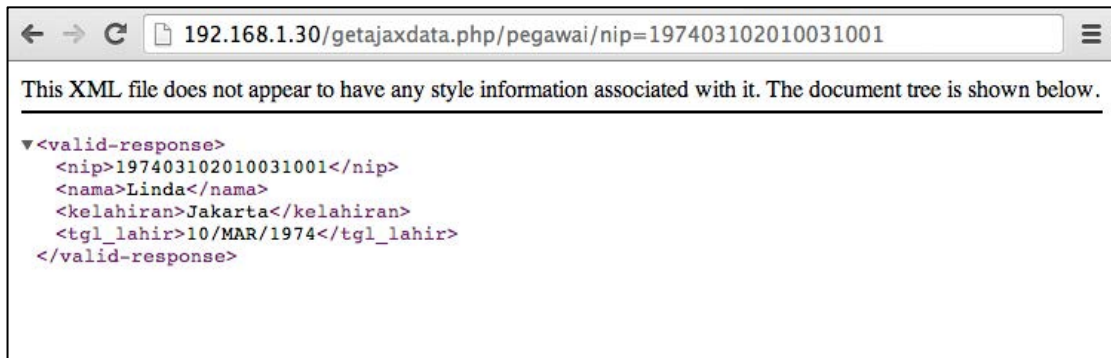 192.168.1.30/getajaxdata.php/pegawai/nip=197403102010031001
This XML file does not appear to have any style information associated with it. The document tree is shown below.
▼<valid-response>
<nip>197403102010031001</nip>
<nama>Linda</nama>
<kelahiran>Jakarta</kelahiran>
<tgl_lahir>10/MAR/1974</tgl_lahir>
</valid-response>